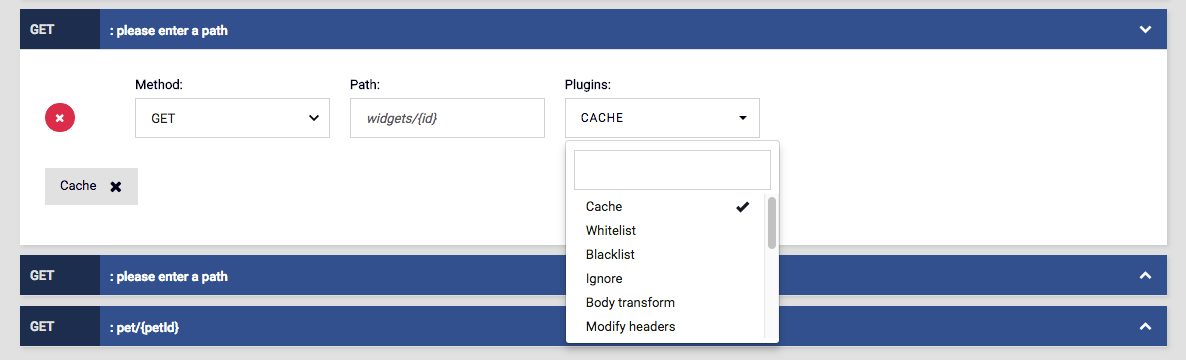 GET : please enter a path
Method: Path: Plugins:
GET widgets/{id} CACHE
Cache
Cache
Whitelist
Blacklist
Ignore
Body transform
Modify headers
GET : please enter a path
GET : pet/{petId}